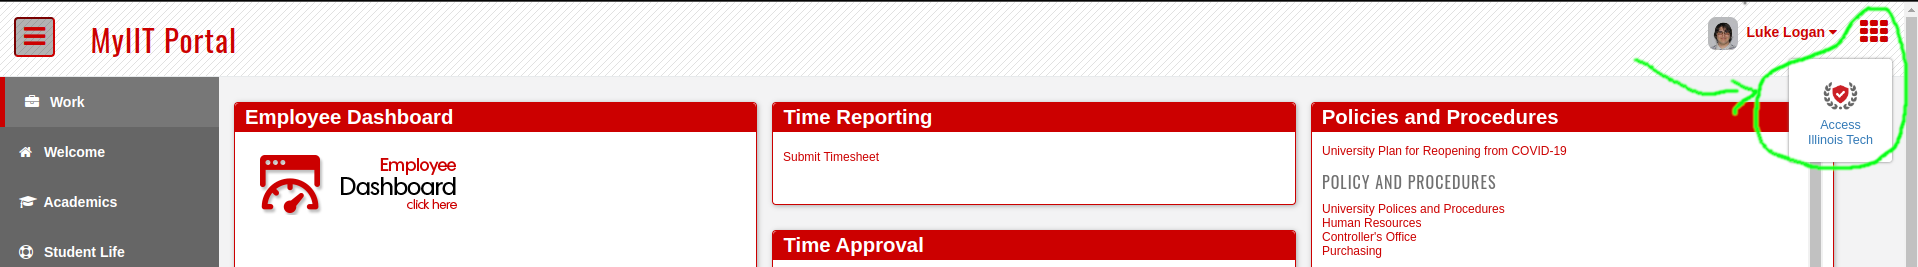 MyIIT Portal
Luke Logan
Work
Welcome
Academics
Student Life
Employee Dashboard
Employee
Dashboard
click here
Time Reporting
Submit Timesheet
Time Approval
Policies and Procedures
University Plan for Reopening from COVID-19
POLICY AND PROCEDURES
University Polices and Procedures
Human Resources
Controller's Office
Purchasing
Access
Illinois Tech